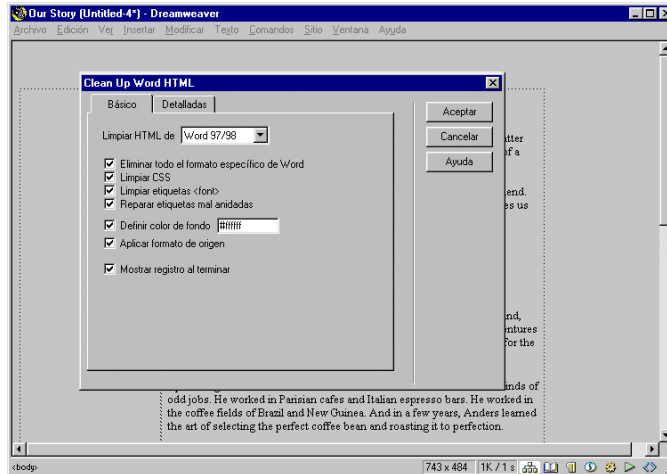 Our Story (Untitled-4*) - Dreamweaver
Archivo Edición Ver Insertar Modificar Texto Comandos Sitio Ventana Ayuda
Clean Up Word HTML
Básico Detalladas
Aceptar
Limpiar HTML de Word 97/98
Cancelar
Ayuda
Eliminar todo el formato específico de Word
Limpiar CSS
Limpiar etiquetas <font>
Reparar etiquetas mal anidadas
Definir color de fondo #ffffff
Aplicar formato de origen
Mostrar registro al terminar
of a
end.
es us
and,
entures
for the
inds of
odd jobs. He worked in Parisian cafes and Italian espresso bars. He worked in
the coffee fields of Brazil and New Guinea. And in a few years, Anders learned
the art of selecting the perfect coffee bean and roasting it to perfection.
<body>
743 x 484 1K / 1 s